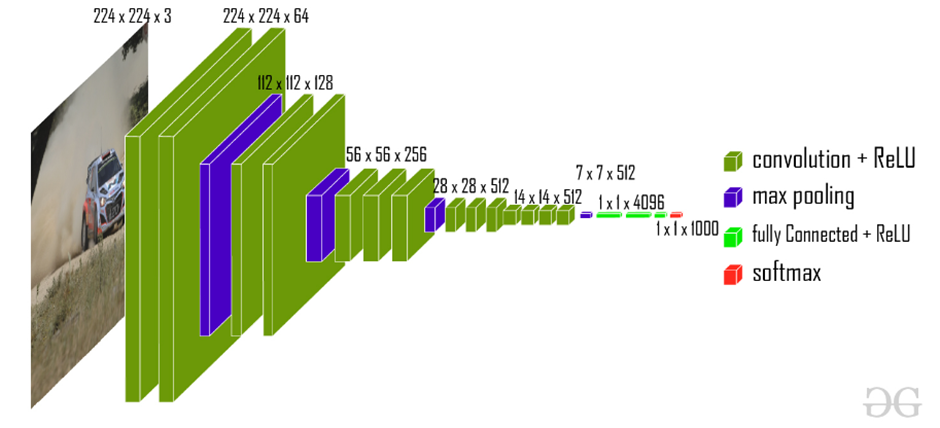 224 x 224 x 3
224 x 224 x 64
112 x 112 x 128
56 x 56 x 256
28 x 28 x 512
14 x 14 x 512
7 x 7 x 512
1 x 1 x 4096
1 x 1 x 1000
convolution + ReLU
max pooling
fully Connected + ReLU
softmax